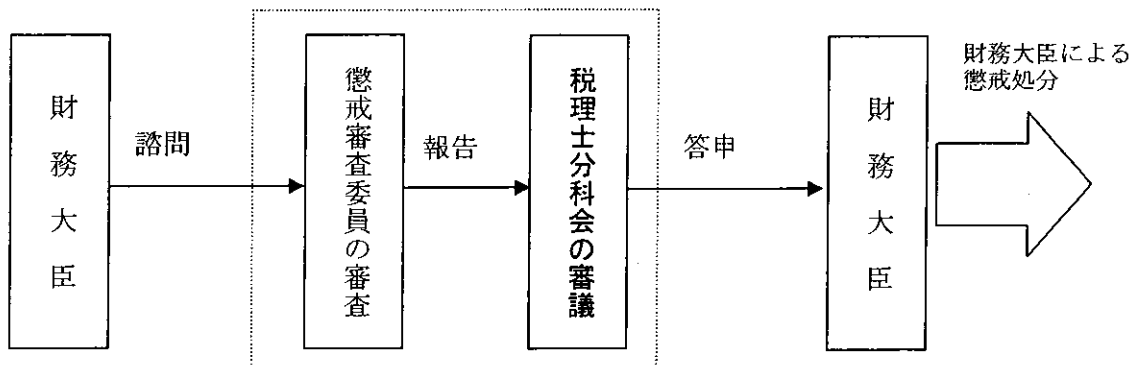 財務大臣
諮問
懲戒審査委員の審査
報告
税理士分科会の審議
答申
財務大臣
財務大臣による
懲戒処分